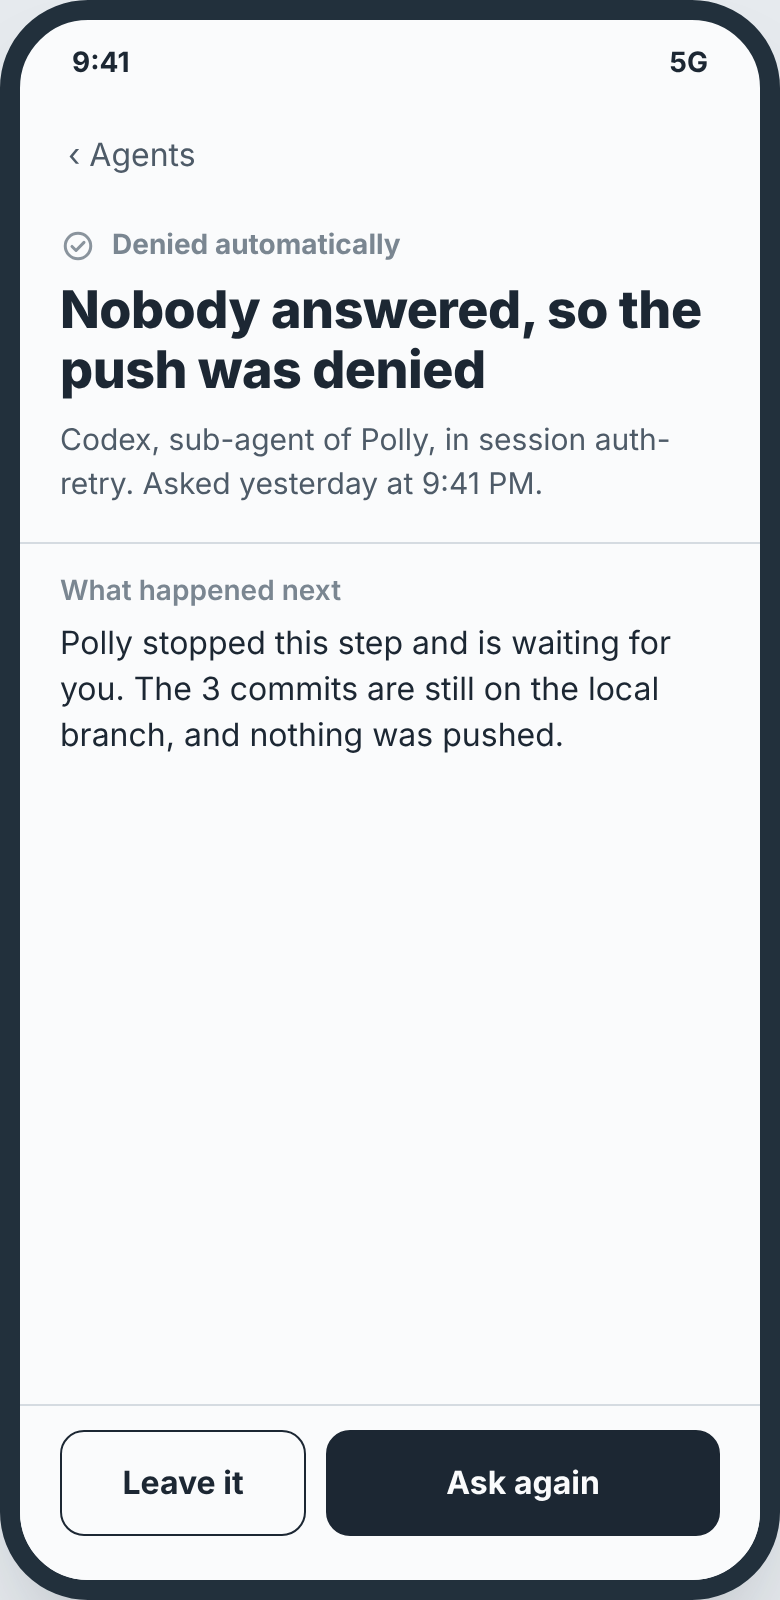 9:41
5G
‹ Agents
Denied automatically
Nobody answered, so the
push was denied
Codex, sub-agent of Polly, in session auth-
retry. Asked yesterday at 9:41 PM.
What happened next
Polly stopped this step and is waiting for
you. The 3 commits are still on the local
branch, and nothing was pushed.
Leave it
Ask again